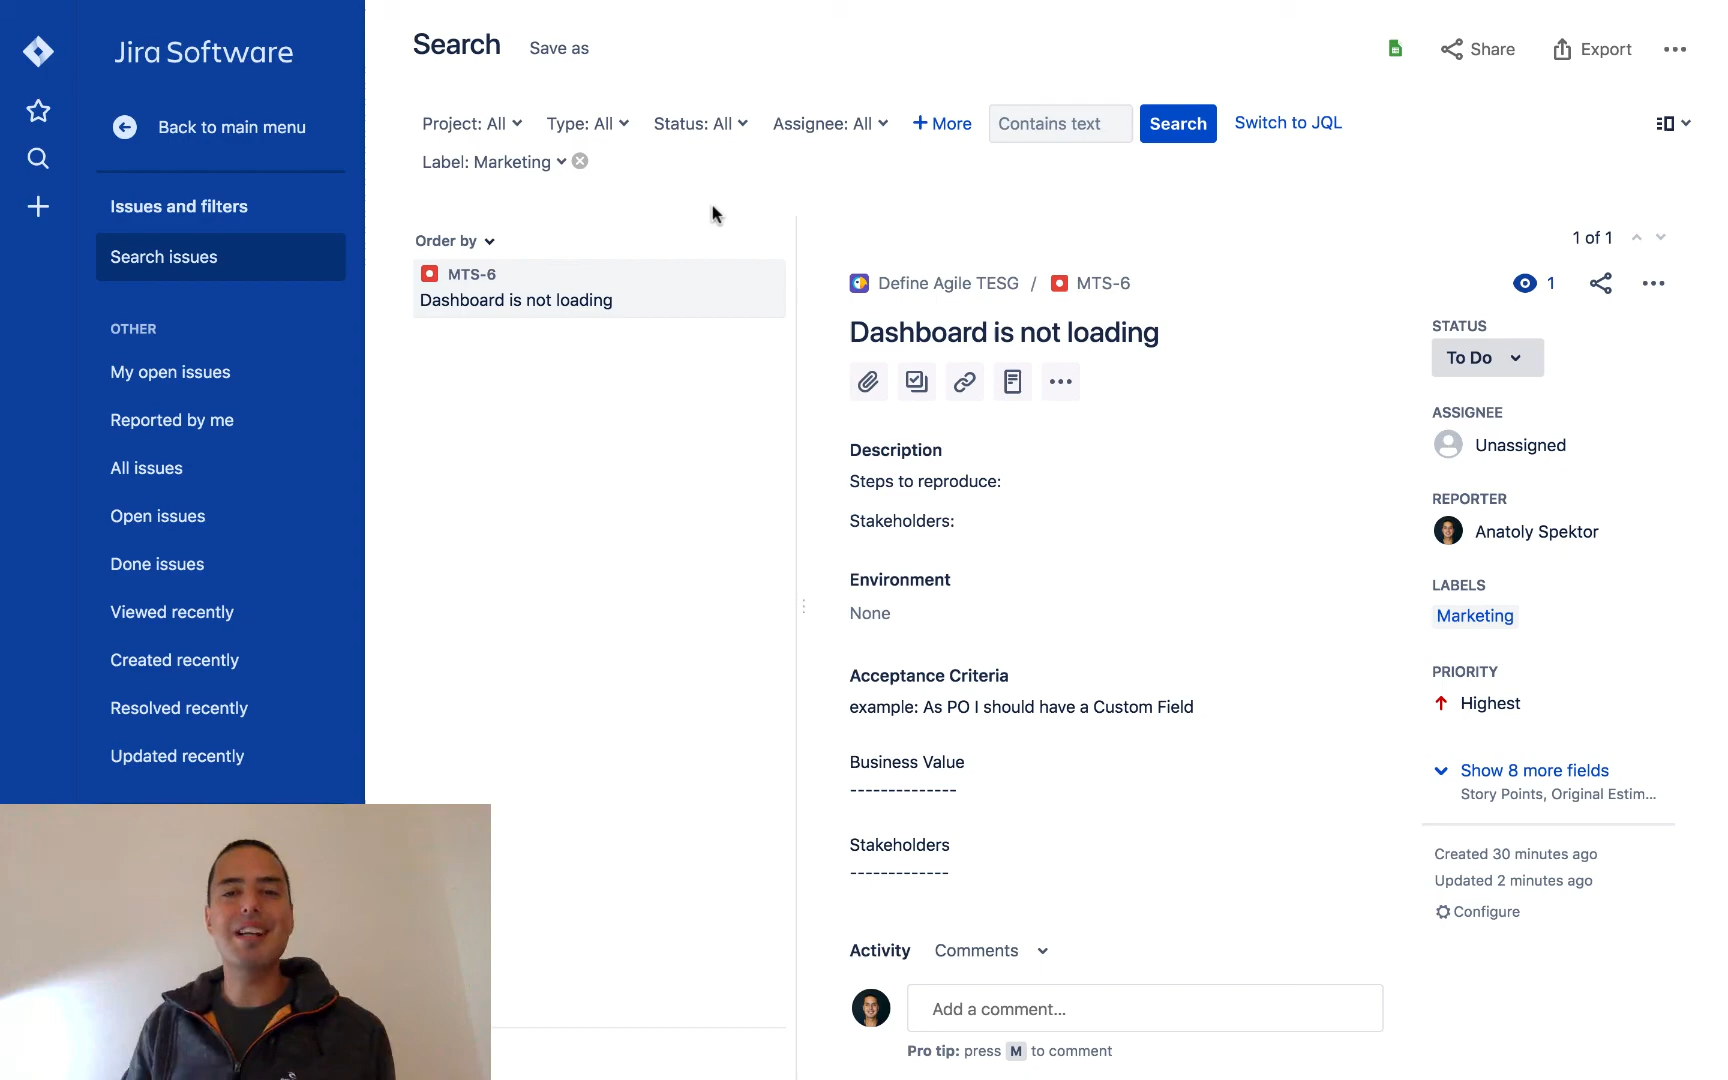 Jira Software
Back to main menu
Issues and filters
Search issues
OTHER
My open issues
Reported by me
All issues
Open issues
Done issues
Viewed recently
Created recently
Resolved recently
Updated recently
Search
Save as
Share
Export
Project: All
Type: All
Status: All
Assignee: All
More
Contains text
Search
Switch to JQL
Label: Marketing
Order by
MTS-6
Dashboard is not loading
1 of 1
Define Agile TESG / MTS-6
1
Dashboard is not loading
Description
Steps to reproduce:
Stakeholders:
Environment
None
Acceptance Criteria
example: As PO I should have a Custom Field
Business Value
--------------
Stakeholders
-------------
Activity
Comments
Add a comment...
Pro tip: press M to comment
STATUS
To Do
ASSIGNEE
Unassigned
REPORTER
Anatoly Spektor
LABELS
Marketing
PRIORITY
Highest
Show 8 more fields
Story Points, Original Estim...
Created 30 minutes ago
Updated 2 minutes ago
Configure